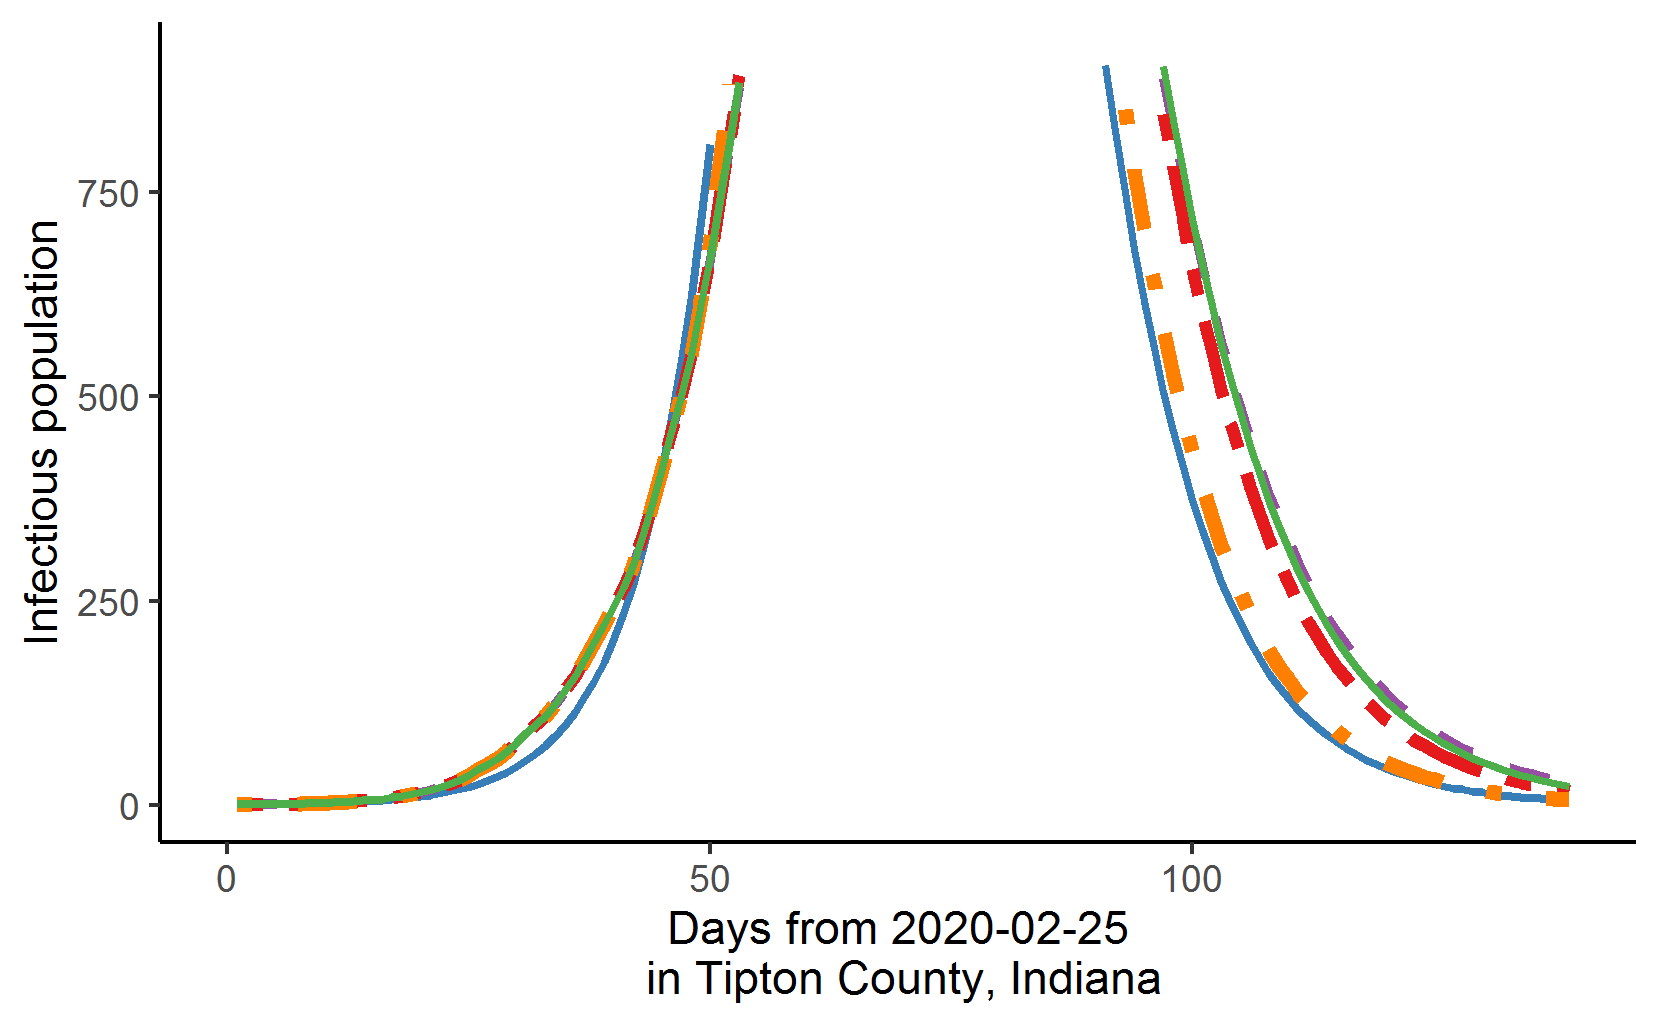 Infectious population
750
500
250
0
0 50 100
Days from 2020-02-25
in Tipton County, Indiana